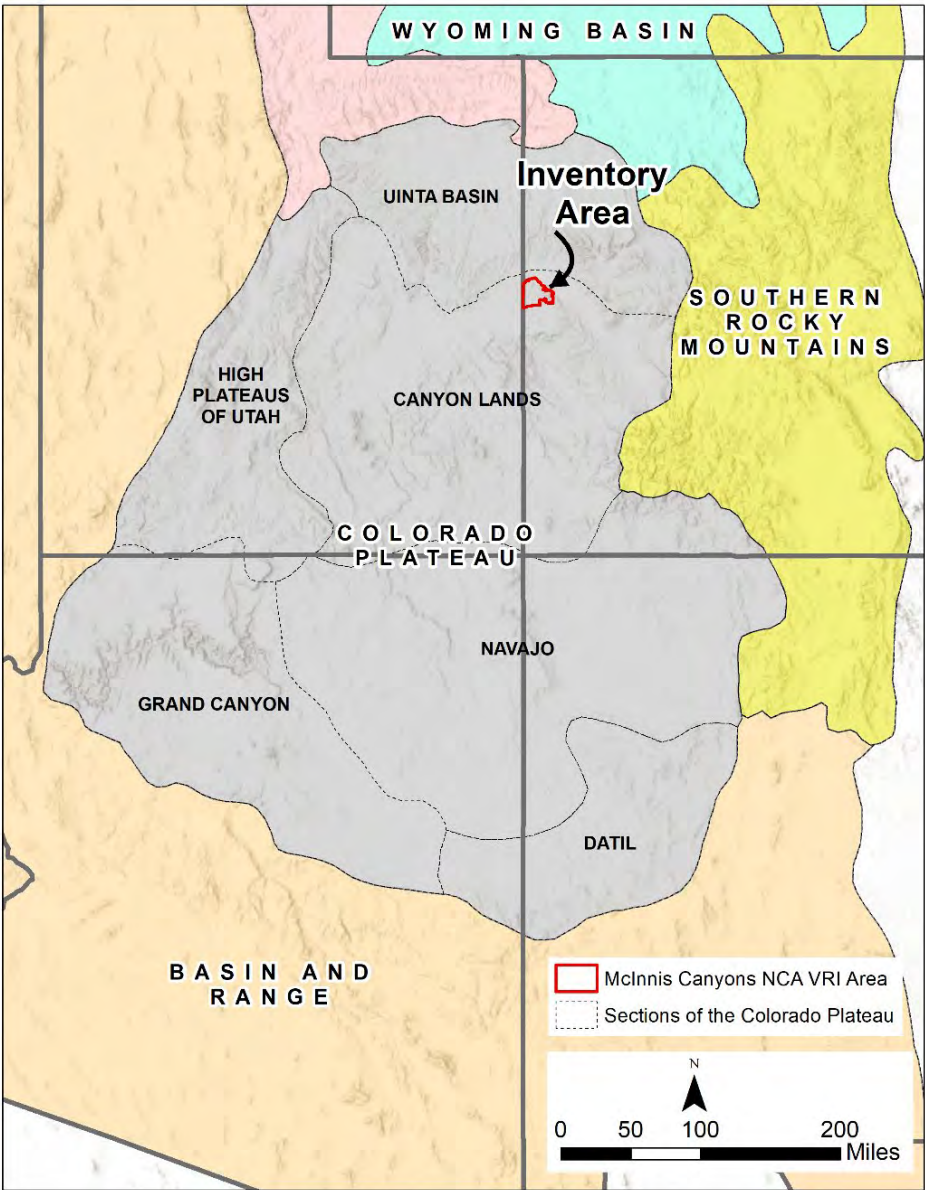 WYOMING BASIN
Inventory
Area
UINTA BASIN
SOUTHERN
ROCKY
MOUNTAINS
HIGH
PLATEAUS
OF UTAH
CANYON LANDS
COLORADO
PLATEAU
NAVAJO
GRAND CANYON
DATIL
BASIN AND
RANGE
McInnis Canyons NCA VRI Area
Sections of the Colorado Plateau
N
0 50 100 200
Miles